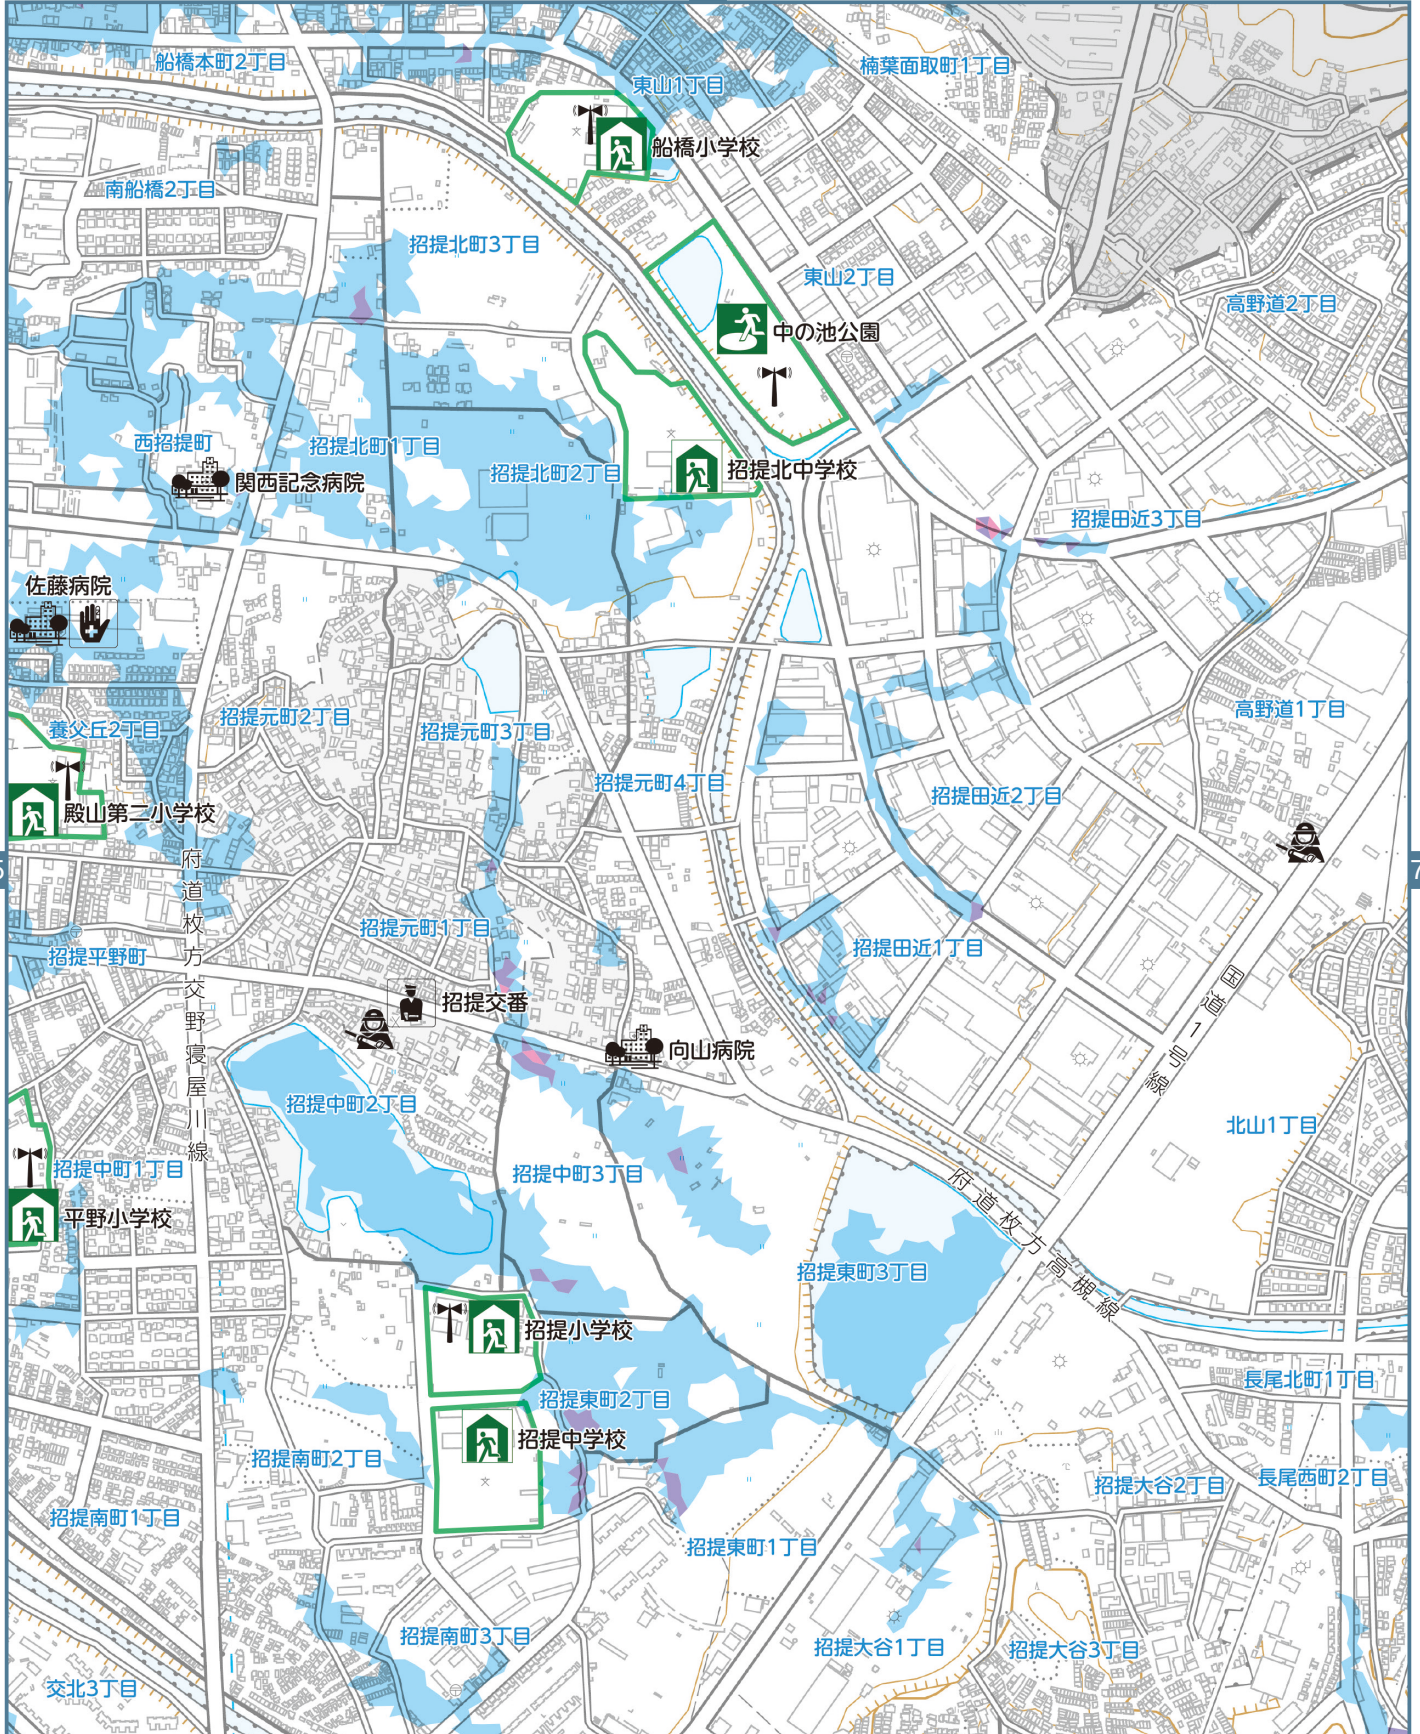 船橋本町2丁目
東山1丁目
楠葉面取町1丁目
船橋小学校
南船橋2丁目
招提北町3丁目
東山2丁目
高野道2丁目
中の池公園
西招提町
招提北町1丁目
招提北町2丁目
招提北中学校
関西記念病院
招提田近3丁目
佐藤病院
養父丘2丁目
招提元町2丁目
招提元町3丁目
高野道1丁目
招提元町4丁目
招提田近2丁目
殿山第二小学校
府道枚方交野寝屋川線
7
招提元町1丁目
招提田近1丁目
招提平野町
国道1号線
招提交番
向山病院
招提中町2丁目
北山1丁目
招提中町1丁目
招提中町3丁目
府道枚方高槻線
平野小学校
招提東町3丁目
招提小学校
長尾北町1丁目
招提東町2丁目
招提中学校
招提南町2丁目
招提大谷2丁目
長尾西町2丁目
招提南町1丁目
招提東町1丁目
招提南町3丁目
招提大谷1丁目
招提大谷3丁目
交北3丁目